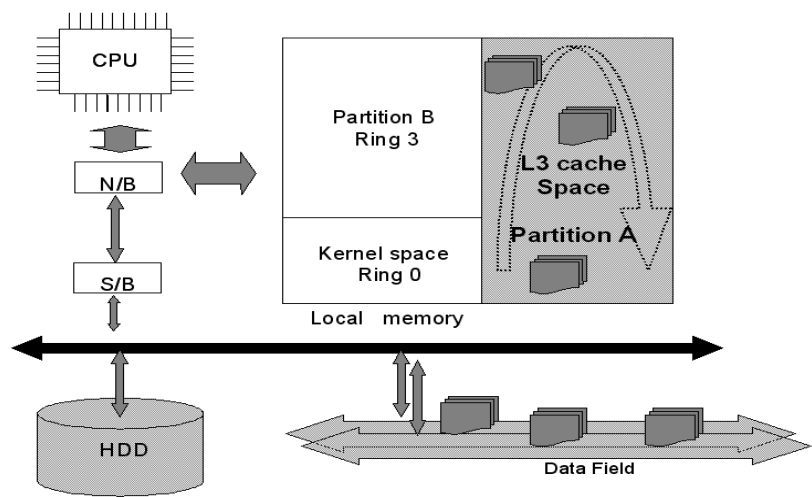 CPU
N/B
S/B
HDD
Partition B
Ring 3
Kernel space
Ring 0
L3 cache
Space
Partition A
Local memory
Data Field